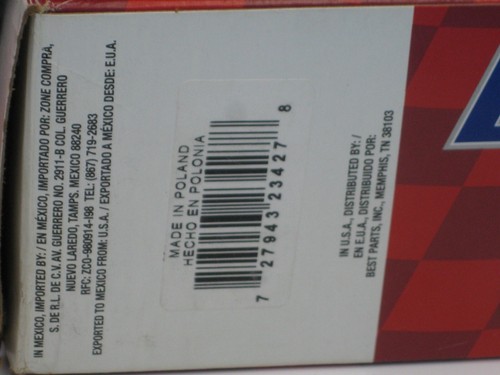 IN MEXICO, IMPORTED BY: / EN MÉXICO, IMPORTADO POR: ZONE COMPRA,
S. DE R.L. DE C.V. AV. GUERRERO NO. 2911-B COL. GUERRERO
NUEVO LAREDO, TAMPS. MEXICO 88240
RFC: ZCO-980914-I98 TEL: (867) 719-2683
EXPORTED TO MEXICO FROM: U.S.A. / EXPORTADO A MÉXICO DESDE: E.U.A.
MADE IN POLAND
HECHO EN POLONIA
7 27943 23427 8
IN U.S.A., DISTRIBUTED BY: /
EN E.U.A., DISTRIBUIDO POR:
BEST PARTS, INC., MEMPHIS, TN 38103